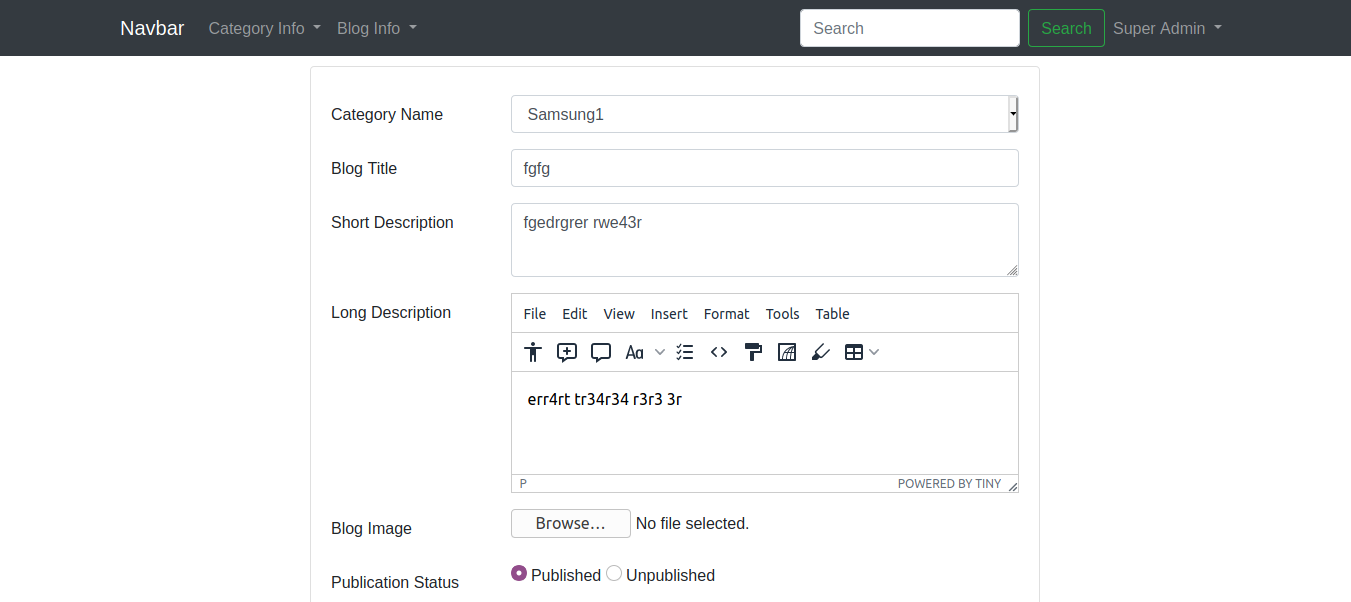 Navbar Category Info Blog Info Search Search Super Admin
Category Name Samsung1
Blog Title fgfg
Short Description fgedrgrer rwe43r
Long Description File Edit View Insert Format Tools Table
Aa
err4rt tr34r34 r3r3 3r
P POWERED BY TINY
Blog Image Browse... No file selected.
Publication Status Published Unpublished